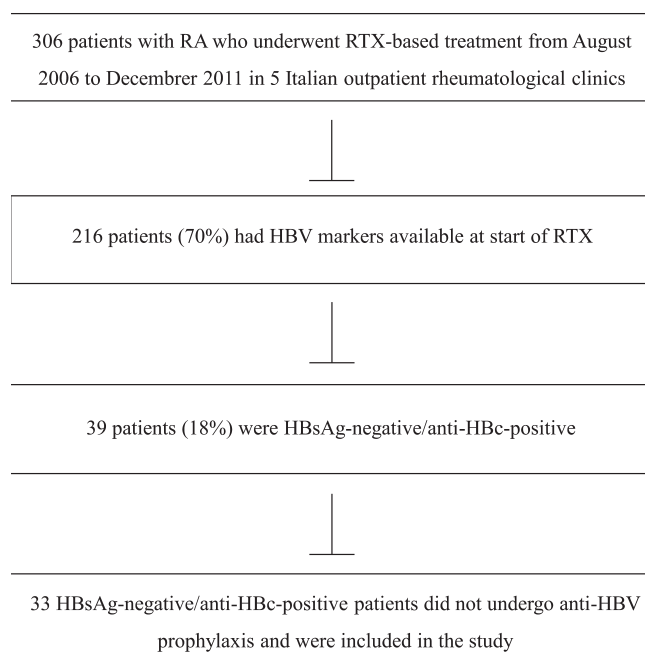 306 patients with RA who underwent RTX-based treatment from August
2006 to Decembrer 2011 in 5 Italian outpatient rheumatological clinics
216 patients (70%) had HBV markers available at start of RTX
39 patients (18%) were HBsAg-negative/anti-HBc-positive
33 HBsAg-negative/anti-HBc-positive patients did not undergo anti-HBV
prophylaxis and were included in the study